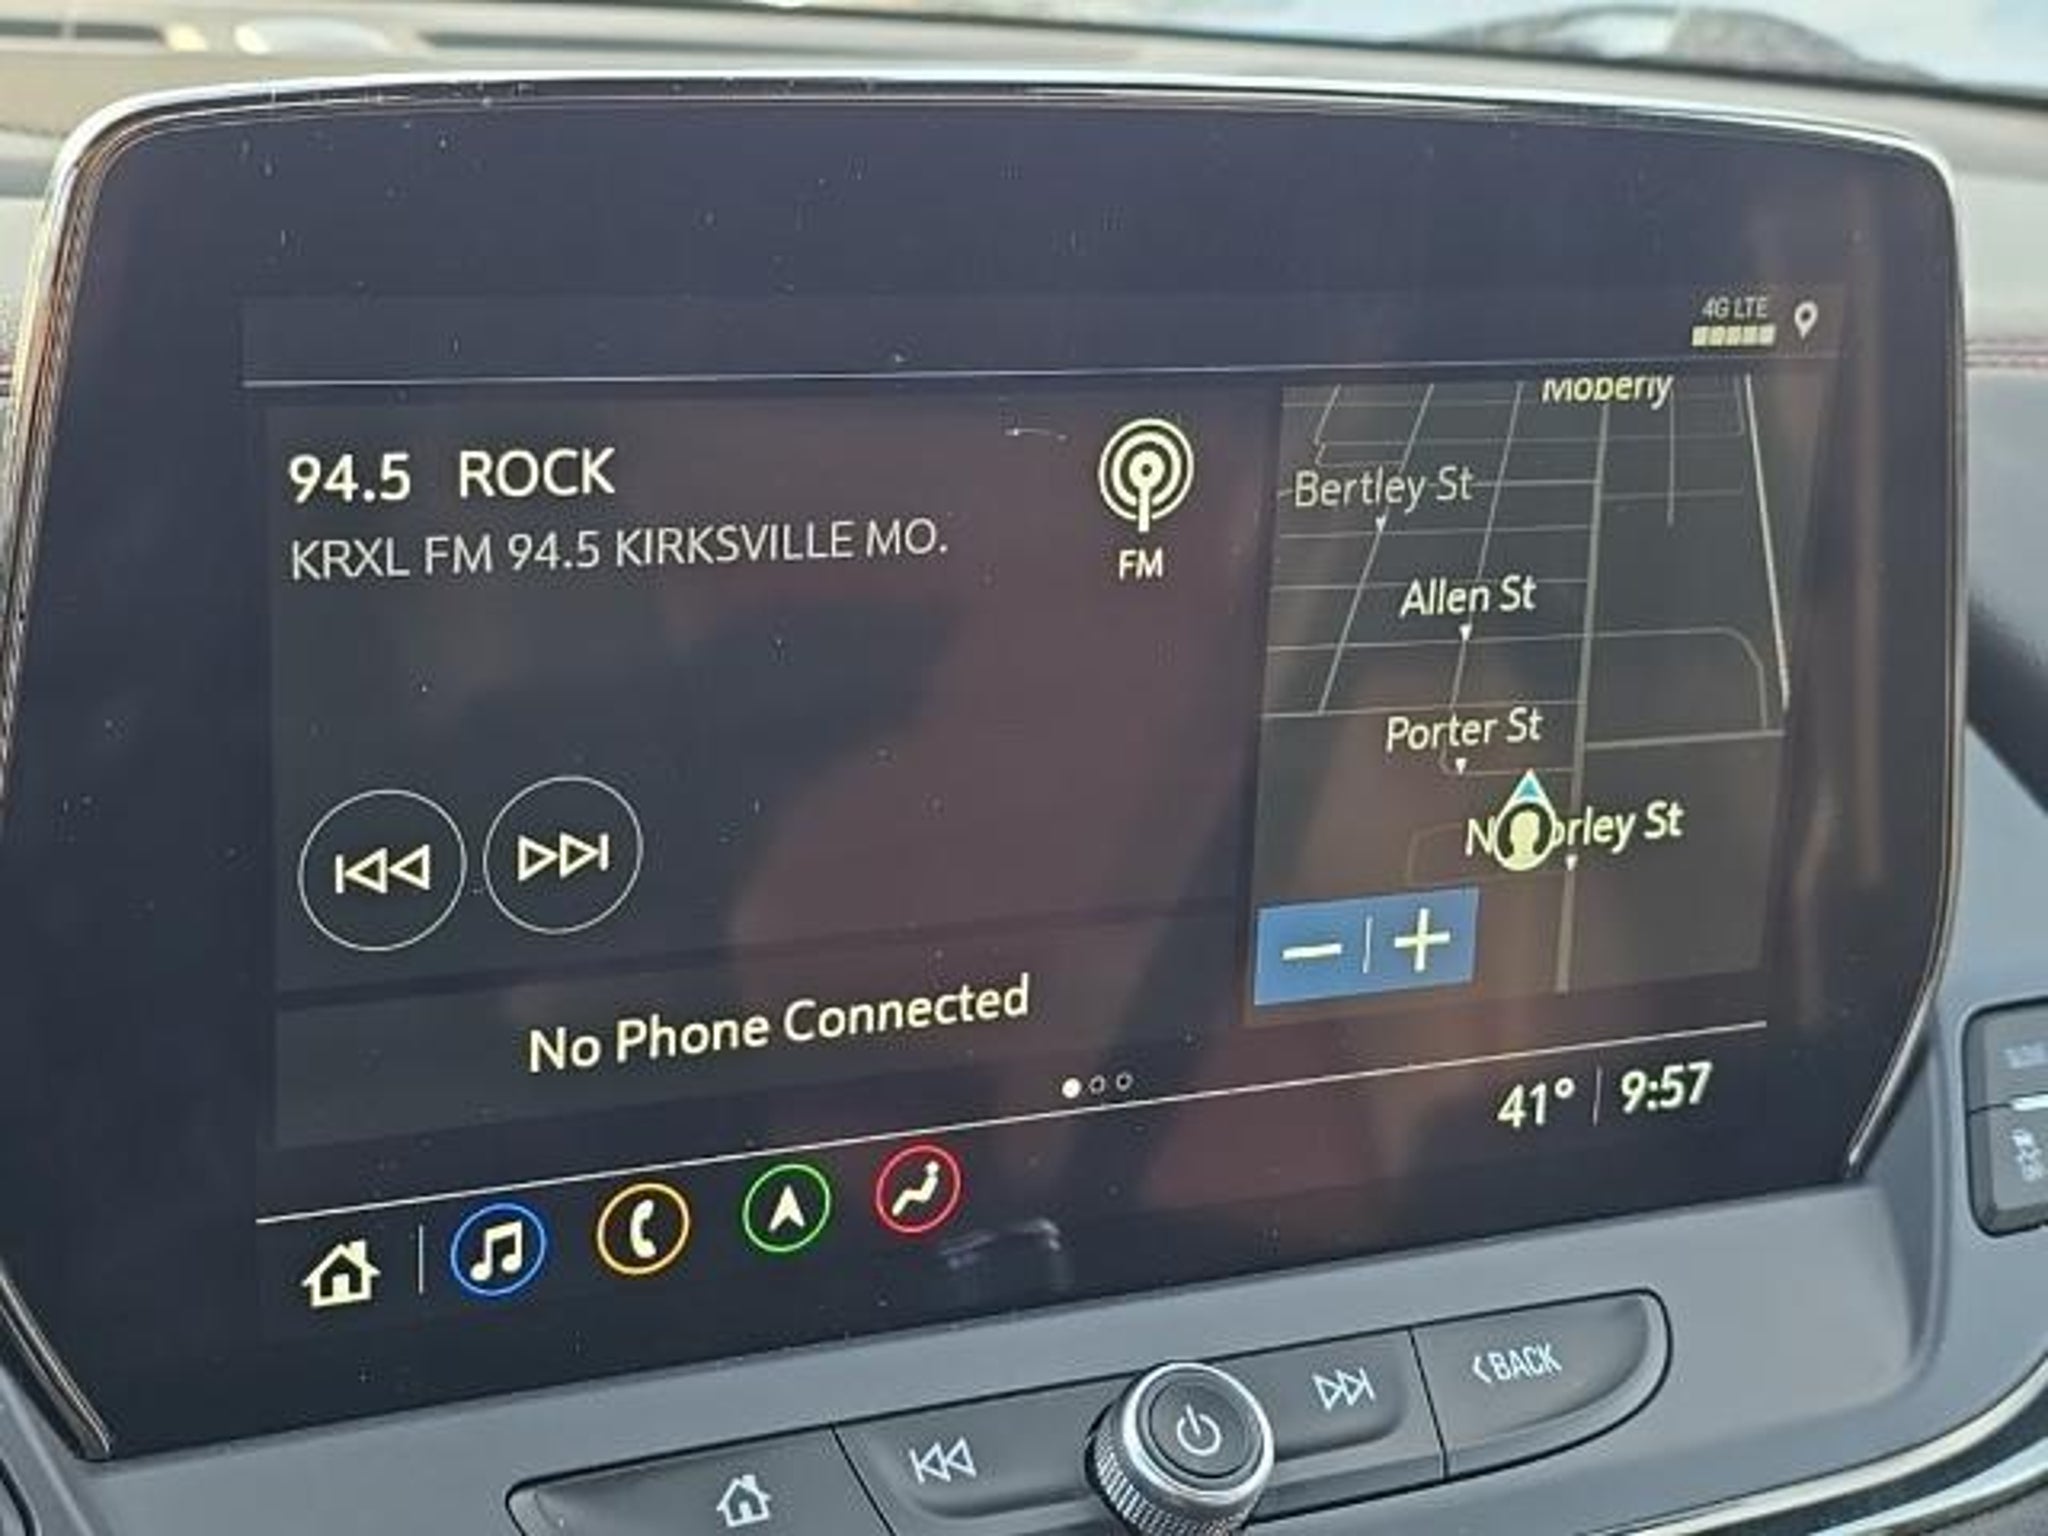 4G LTE
94.5 ROCK
KRXL FM 94.5 KIRKSVILLE MO.
FM
Moberly
Bertley St
Allen St
Porter St
St
No Phone Connected
41° 9:57
BACK